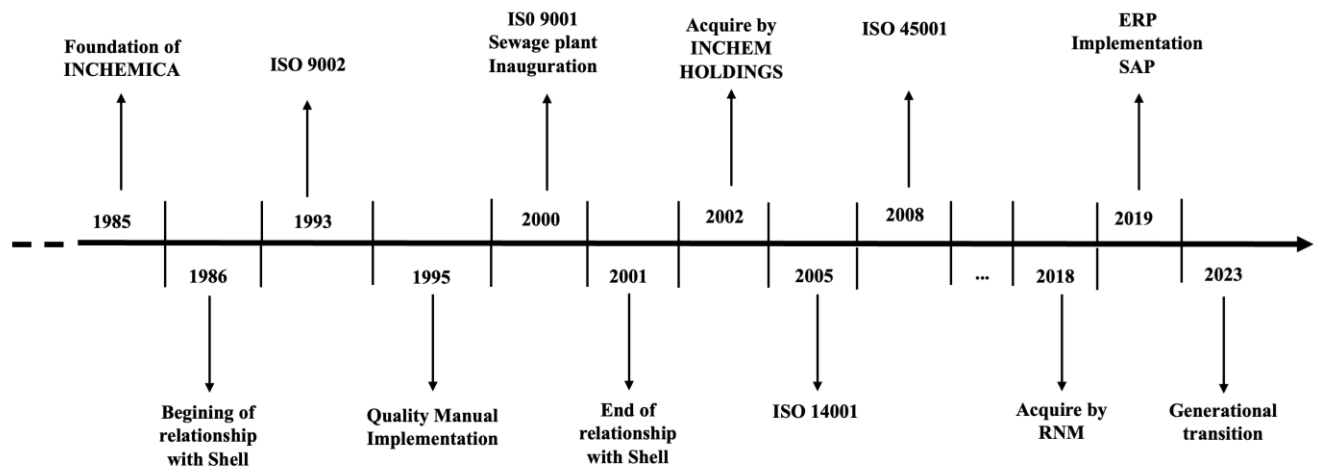 Foundation of
INCHEMICA
ISO 9002
IS0 9001
Sewage plant
Inauguration
Acquire by
INCHEM
HOLDINGS
ISO 45001
ERP
Implementation
SAP
1985
1993
2000
2002
2008
2019
1986
1995
2001
2005
...
2018
2023
Begining of
relationship
with Shell
Quality Manual
Implementation
End of
relationship
with Shell
ISO 14001
Acquire by
RNM
Generational
transition